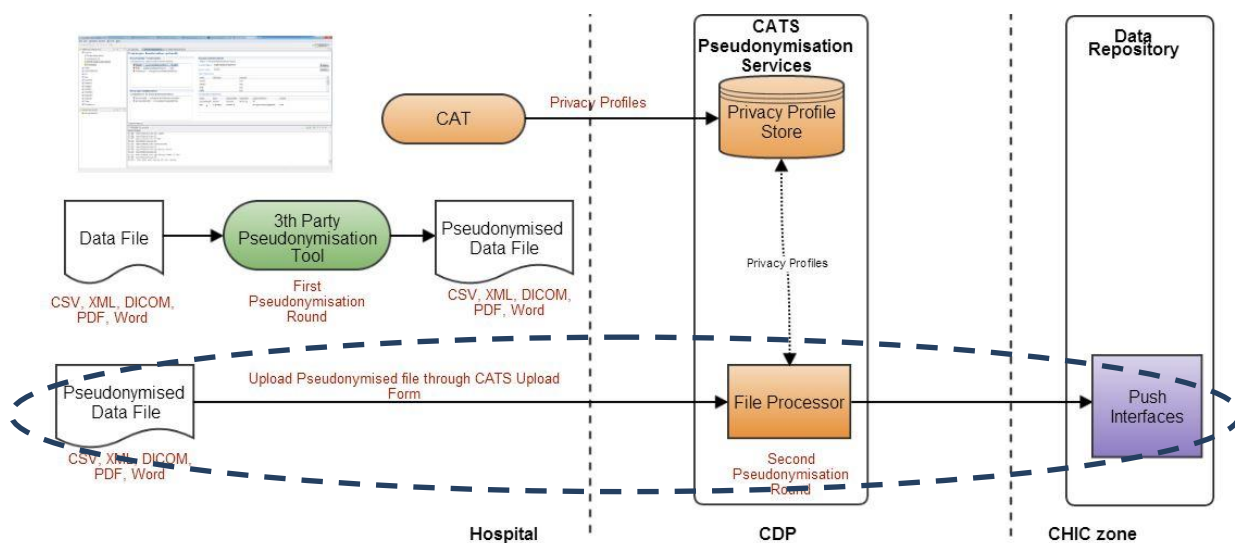 CATS
Pseudonymisation
Services
Data
Repository
CAT
Privacy Profiles
Privacy Profile
Store
Data File
3th Party
Pseudonymisation
Tool
Pseudonymised
Data File
CSV, XML, DICOM,
PDF, Word
First
Pseudonymisation
Round
CSV, XML, DICOM,
PDF, Word
Privacy Profiles
Pseudonymised
Data File
Upload Pseudonymised file through CATS Upload
Form
File Processor
Push
Interfaces
CSV, XML, DICOM,
PDF, Word
Second
Pseudonymisation
Round
Hospital
CDP
CHIC zone